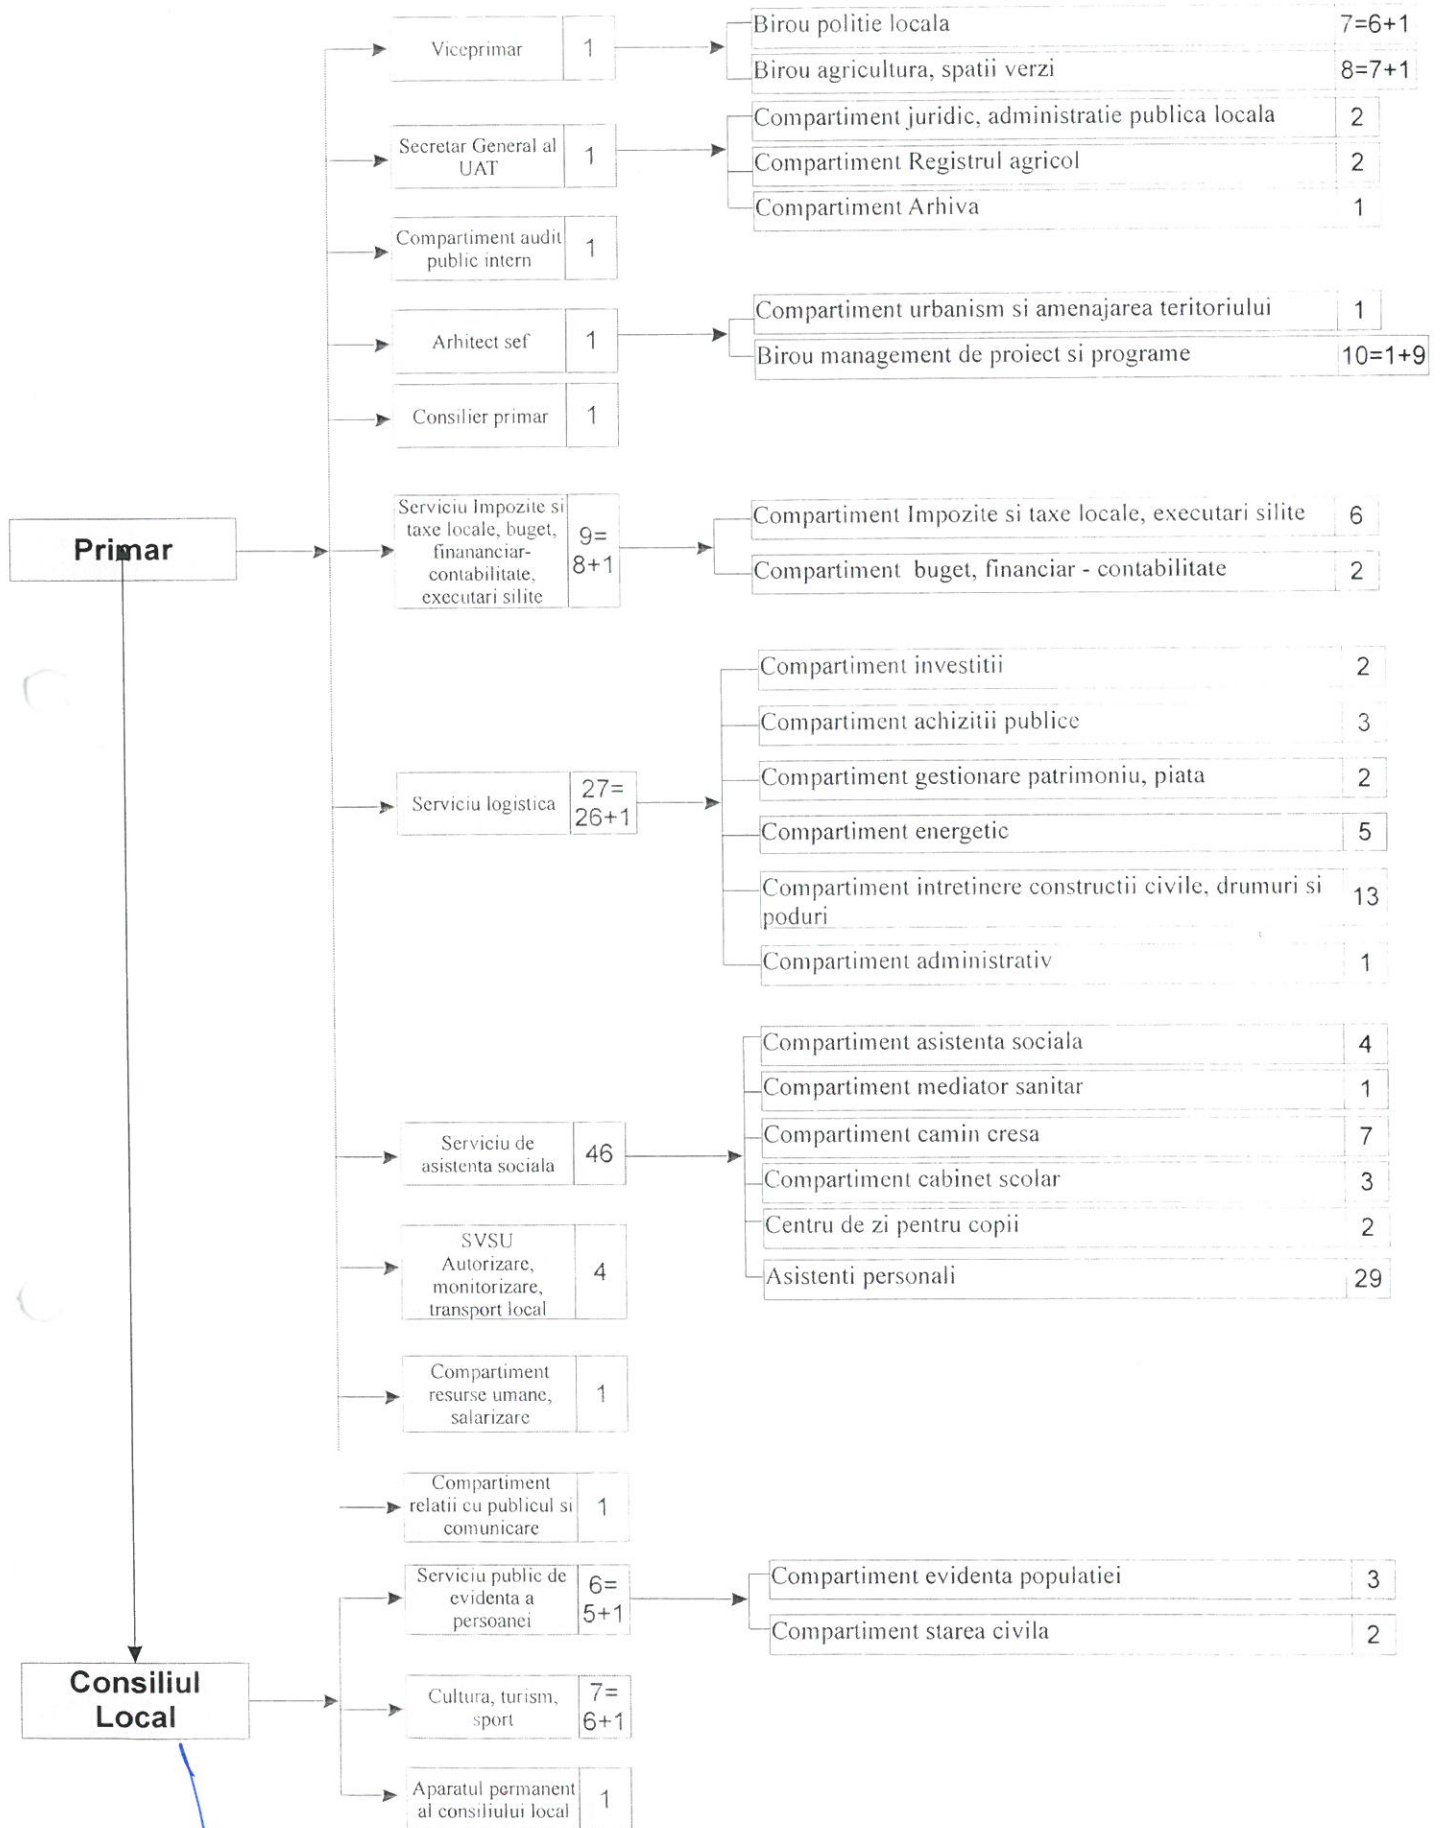 Viceprimar 1
Birou politie locala 7=6+1
Birou agricultura, spatii verzi 8=7+1
Secretar General al
UAT
1
Compartiment juridic, administratie publica locala 2
Compartiment Registrul agricol 2
Compartiment Arhiva 1
Compartiment audit
public intern
1
Arhitect sef 1
Compartiment urbanism si amenajarea teritoriului 1
Birou management de proiect si programe 10=1+9
Consilier primar 1
Primar
Serviciu Impozite si
taxe locale, buget,
finananciar-
contabilitate,
executari silite
9=
8+1
Compartiment Impozite si taxe locale, executari silite 6
Compartiment buget, financiar - contabilitate 2
Serviciu logistica
27=
26+1
Compartiment investitii 2
Compartiment achizitii publice 3
Compartiment gestionare patrimoniu, piata 2
Compartiment energetic 5
Compartiment intretinere constructii civile, drumuri si
poduri
13
Compartiment administrativ 1
Serviciu de
asistenta sociala
46
Compartiment asistenta sociala 4
Compartiment mediator sanitar 1
Compartiment camin cresa 7
Compartiment cabinet scolar 3
Centru de zi pentru copii 2
Asistenti personali 29
SVSU
Autorizare,
monitorizare,
transport local
4
Compartiment
resurse umane,
salarizare
1
Compartiment
relatii cu publicul si
comunicare
1
Consiliul
Local
Serviciu public de
evidenta a
persoanei
6=
5+1
Compartiment evidenta populatiei 3
Compartiment starea civila 2
Cultura, turism,
sport
7=
6+1
Aparatul permanent
al consiliului local
1